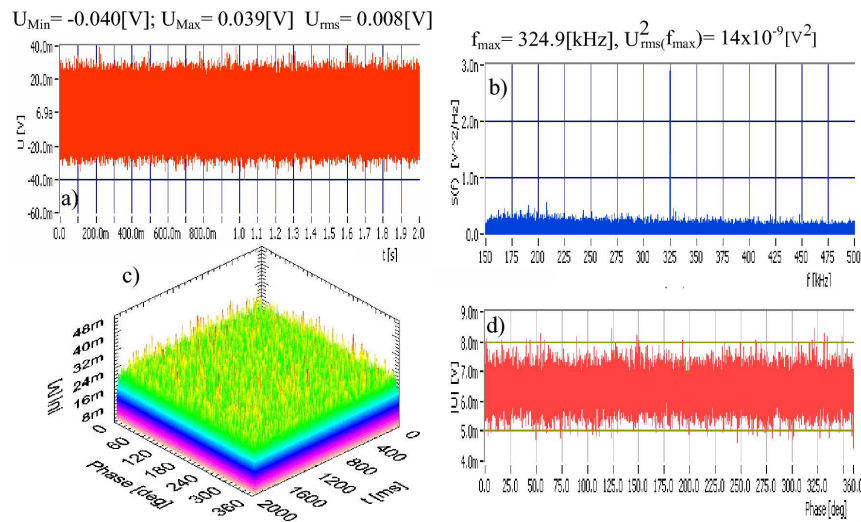 U_Min= -0.040[V]; U_Max= 0.039[V] U_rms= 0.008[V]
40.0m
20.0m
6.9a
-20.0m
-40.0m
-60.0m
U [V]
a)
0.0 200.0m 400.0m 600.0m 800.0m 1.0 1.1 1.2 1.3 1.4 1.5 1.6 1.7 1.8 1.9 2.0
t [s]
f_max= 324.9[kHz], U²_rms(f_max)= 14x10⁻⁹[V²]
3.0n
2.0n
1.0n
0.0
S(f) [V^2/Hz]
b)
150 175 200 225 250 275 300 325 350 375 400 425 450 475 500
f [kHz]
c)
48m
40m
32m
24m
16m
8m
|U|[V]
0
60
120
180
240
300
360
Phase [deg]
0
400
800
1200
1600
2000
t [ms]
d)
9.0m
8.0m
7.0m
6.0m
5.0m
4.0m
|U| [V]
0.0 25.0 50.0 75.0 100.0 125.0 150.0 175.0 200.0 225.0 250.0 275.0 300.0 325.0 360.0
Phase [deg]